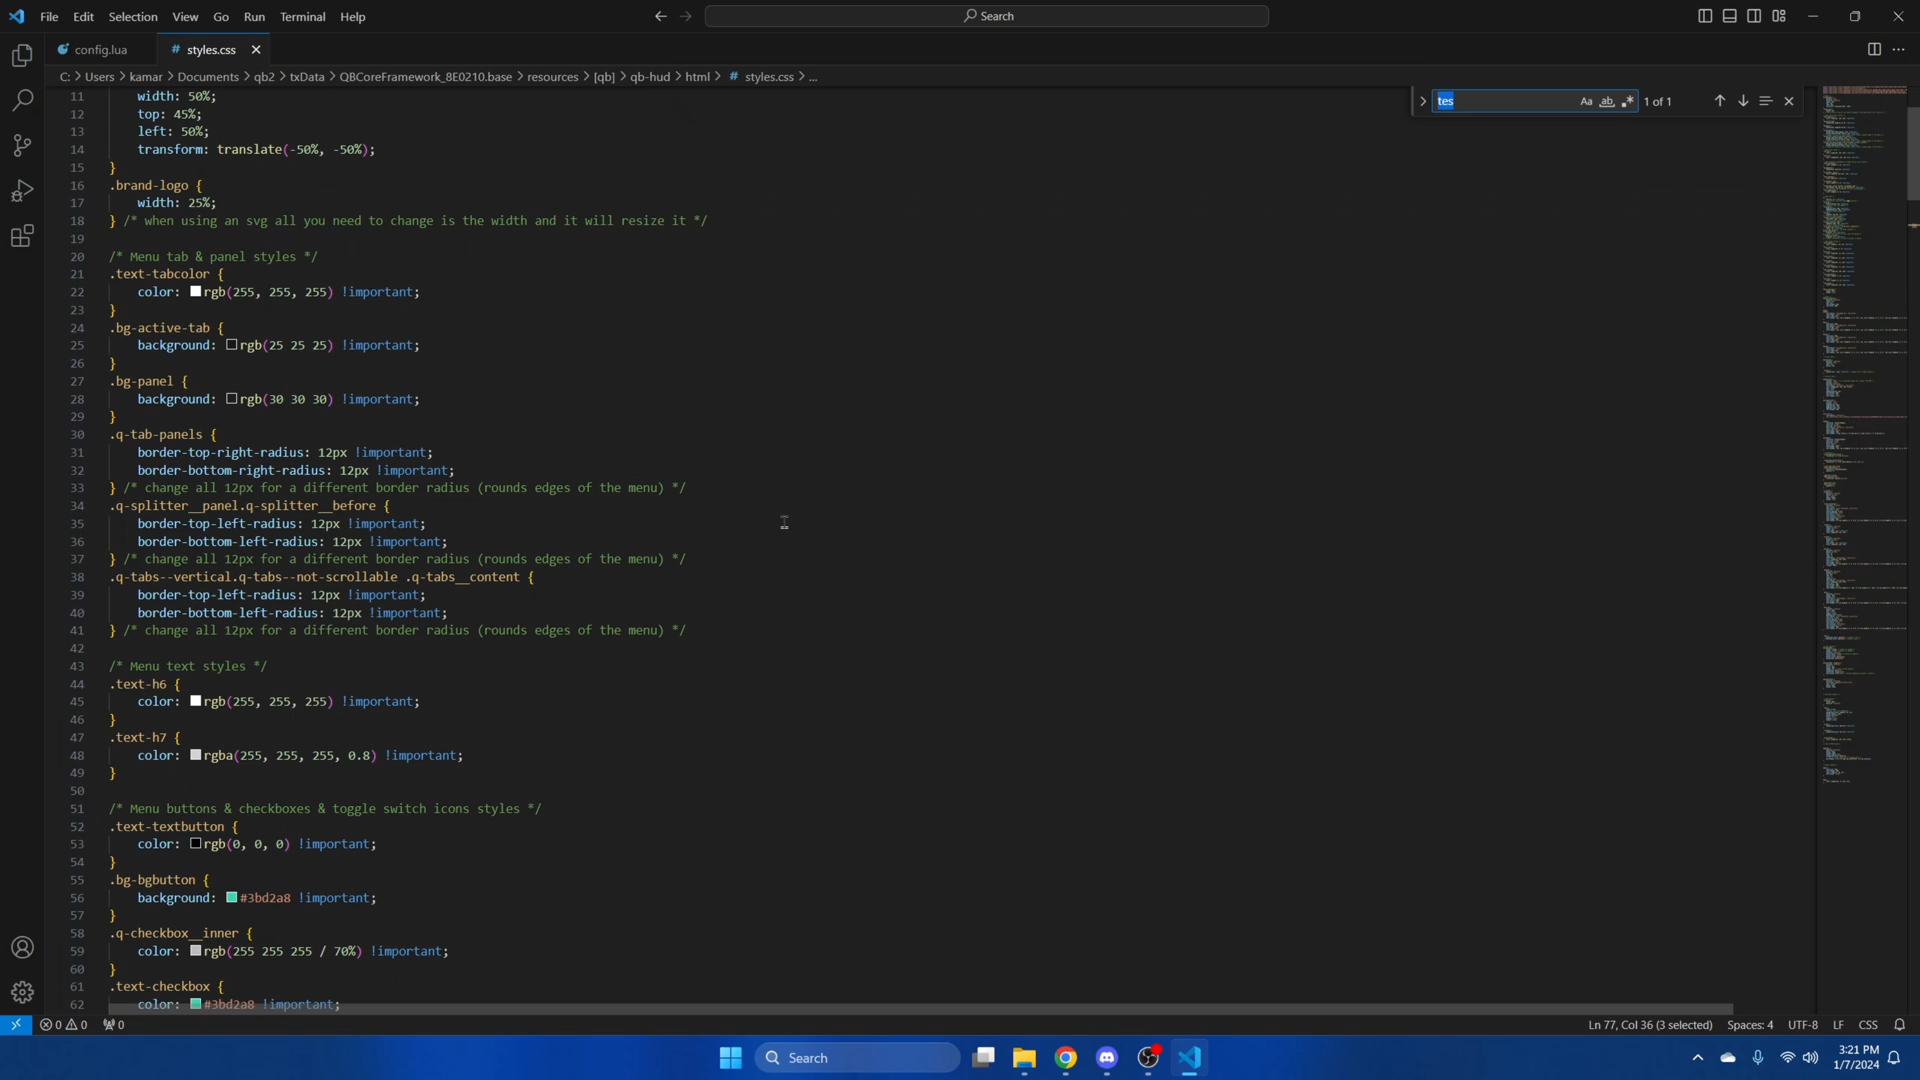 File Edit Selection View Go Run Terminal Help
Search
config.lua
# styles.css
C: > Users > kamar > Documents > qb2 > txData > QBCoreFramework_8E0210.base > resources > [qb] > qb-hud > html > # styles.css > ...
tes Aa ab 1 of 1
11 width: 50%;
12 top: 45%;
13 left: 50%;
14 transform: translate(-50%, -50%);
15 }
16 .brand-logo {
17 width: 25%;
18 } /* when using an svg all you need to change is the width and it will resize it */
19
20 /* Menu tab & panel styles */
21 .text-tabcolor {
22 color: rgb(255, 255, 255) !important;
23 }
24 .bg-active-tab {
25 background: rgb(25 25 25) !important;
26 }
27 .bg-panel {
28 background: rgb(30 30 30) !important;
29 }
30 .q-tab-panels {
31 border-top-right-radius: 12px !important;
32 border-bottom-right-radius: 12px !important;
33 } /* change all 12px for a different border radius (rounds edges of the menu) */
34 .q-splitter__panel.q-splitter__before {
35 border-top-left-radius: 12px !important;
36 border-bottom-left-radius: 12px !important;
37 } /* change all 12px for a different border radius (rounds edges of the menu) */
38 .q-tabs--vertical.q-tabs--not-scrollable .q-tabs__content {
39 border-top-left-radius: 12px !important;
40 border-bottom-left-radius: 12px !important;
41 } /* change all 12px for a different border radius (rounds edges of the menu) */
42
43 /* Menu text styles */
44 .text-h6 {
45 color: rgb(255, 255, 255) !important;
46 }
47 .text-h7 {
48 color: rgba(255, 255, 255, 0.8) !important;
49 }
50
51 /* Menu buttons & checkboxes & toggle switch icons styles */
52 .text-textbutton {
53 color: rgb(0, 0, 0) !important;
54 }
55 .bg-bgbutton {
56 background: #3bd2a8 !important;
57 }
58 .q-checkbox__inner {
59 color: rgb(255 255 255 / 70%) !important;
60 }
61 .text-checkbox {
62 color: #3bd2a8 !important;
0 0 0 Ln 77, Col 36 (3 selected) Spaces: 4 UTF-8 LF CSS
Search
3:21 PM
1/7/2024